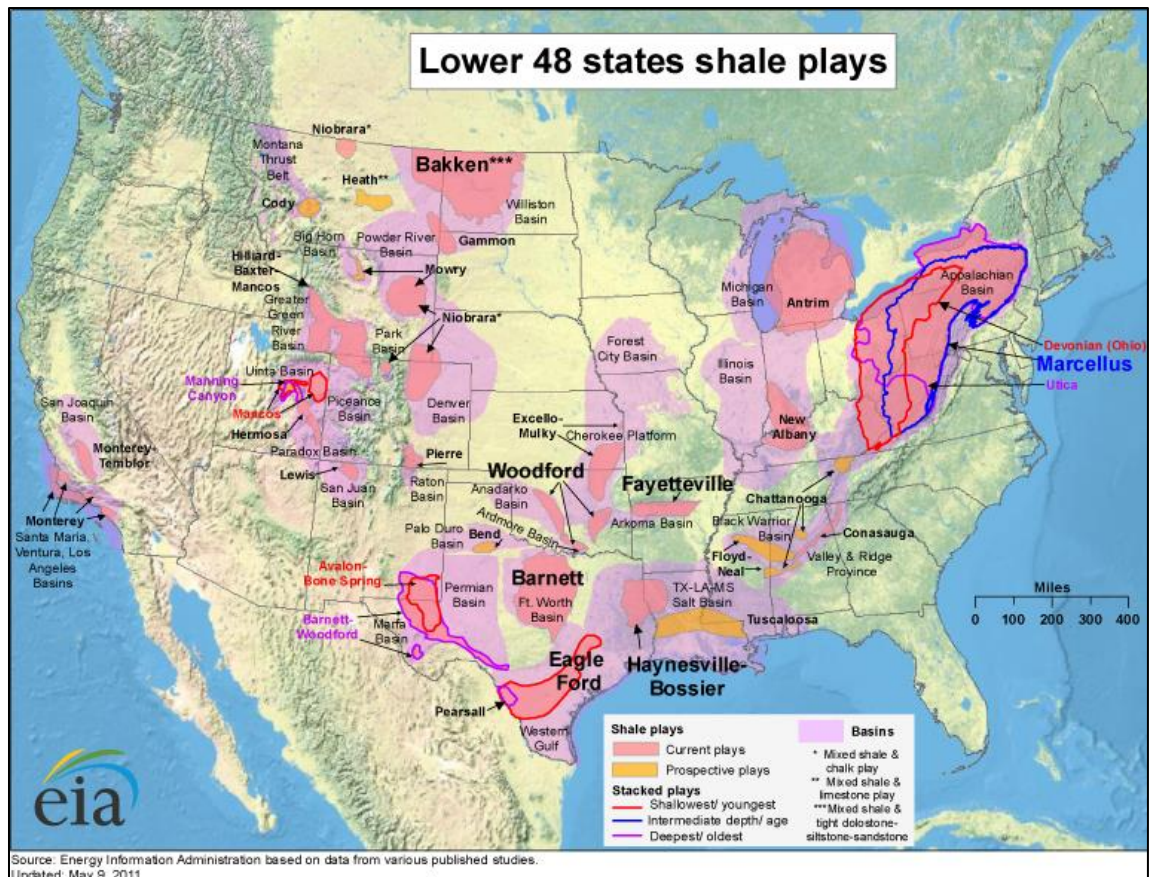 Lower 48 states shale plays
Niobrara*
Montana
Thrust
Belt
Bakken***
Heath**
Cody
Williston
Basin
Big Horn
Basin
Powder River
Basin
Gammon
Hilliard-
Baxter-
Mancos
Mowry
Greater
Green
River
Basin
Park
Basin
Niobrara*
Michigan
Basin
Antrim
Appalachian
Basin
Devonian (Ohio)
Marcellus
Utica
Forest
City Basin
Illinois
Basin
Uinta Basin
Manning
Canyon
Mancos
Piceance
Basin
Denver
Basin
San Joaquin
Basin
Hermosa
Paradox Basin
Excello-
Mulky
Cherokee Platform
New
Albany
Monterey-
Temblor
Lewis
San Juan
Basin
Pierre
Raton
Basin
Woodford
Anadarko
Basin
Fayetteville
Arkoma Basin
Chattanooga
Monterey
Santa Maria,
Ventura, Los
Angeles
Basins
Palo Duro
Basin
Bend
Ardmore Basin
Black Warrior
Basin
Conasauga
Floyd-
Neal
Valley & Ridge
Province
Avalon-
Bone Spring
Permian
Basin
Barnett
Ft. Worth
Basin
TX-LA-MS
Salt Basin
Tuscaloosa
Barnett-
Woodford
Marfa
Basin
Eagle
Ford
Haynesville-
Bossier
Pearsall
Western
Gulf
Miles
0 100 200 300 400
Shale plays
Current plays
Prospective plays
Stacked plays
Shallowest/ youngest
Intermediate depth/ age
Deepest/ oldest
Basins
* Mixed shale &
chalk play
** Mixed shale &
limestone play
***Mixed shale &
tight dolostone-
siltstone-sandstone
eia
Source: Energy Information Administration based on data from various published studies.
Updated: May 9, 2011